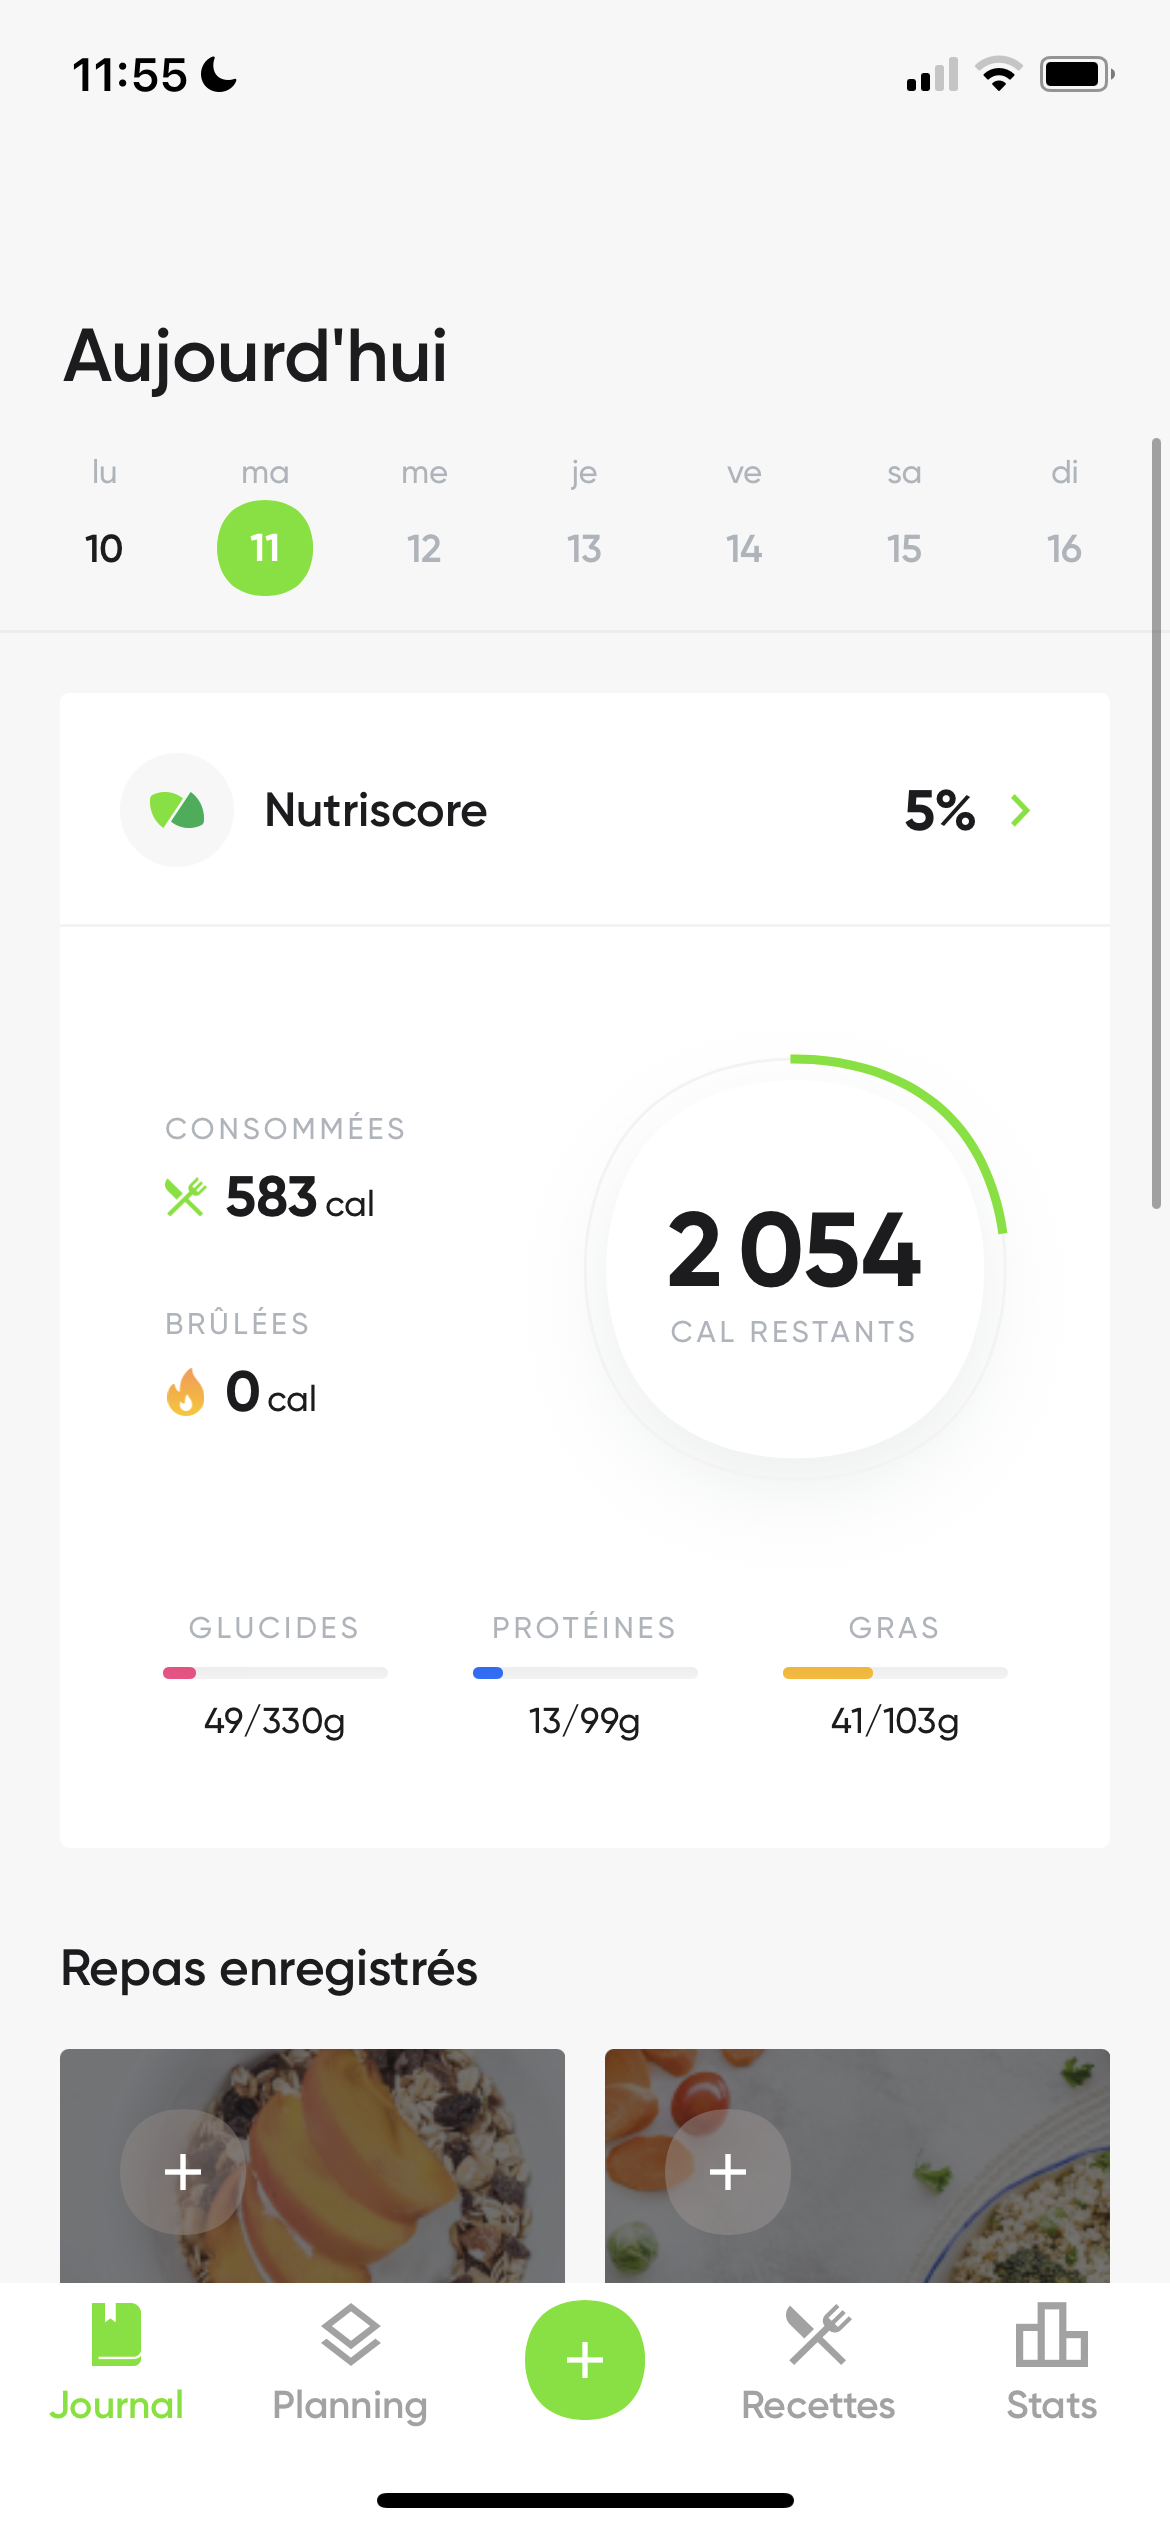 11:55
Aujourd'hui
lu ma me je ve sa di
10 11 12 13 14 15 16
Nutriscore 5%
CONSOMMÉES
583 cal
BRÛLÉES
0 cal
2 054
CAL RESTANTS
GLUCIDES PROTÉINES GRAS
49/330g 13/99g 41/103g
Repas enregistrés
Journal Planning Recettes Stats